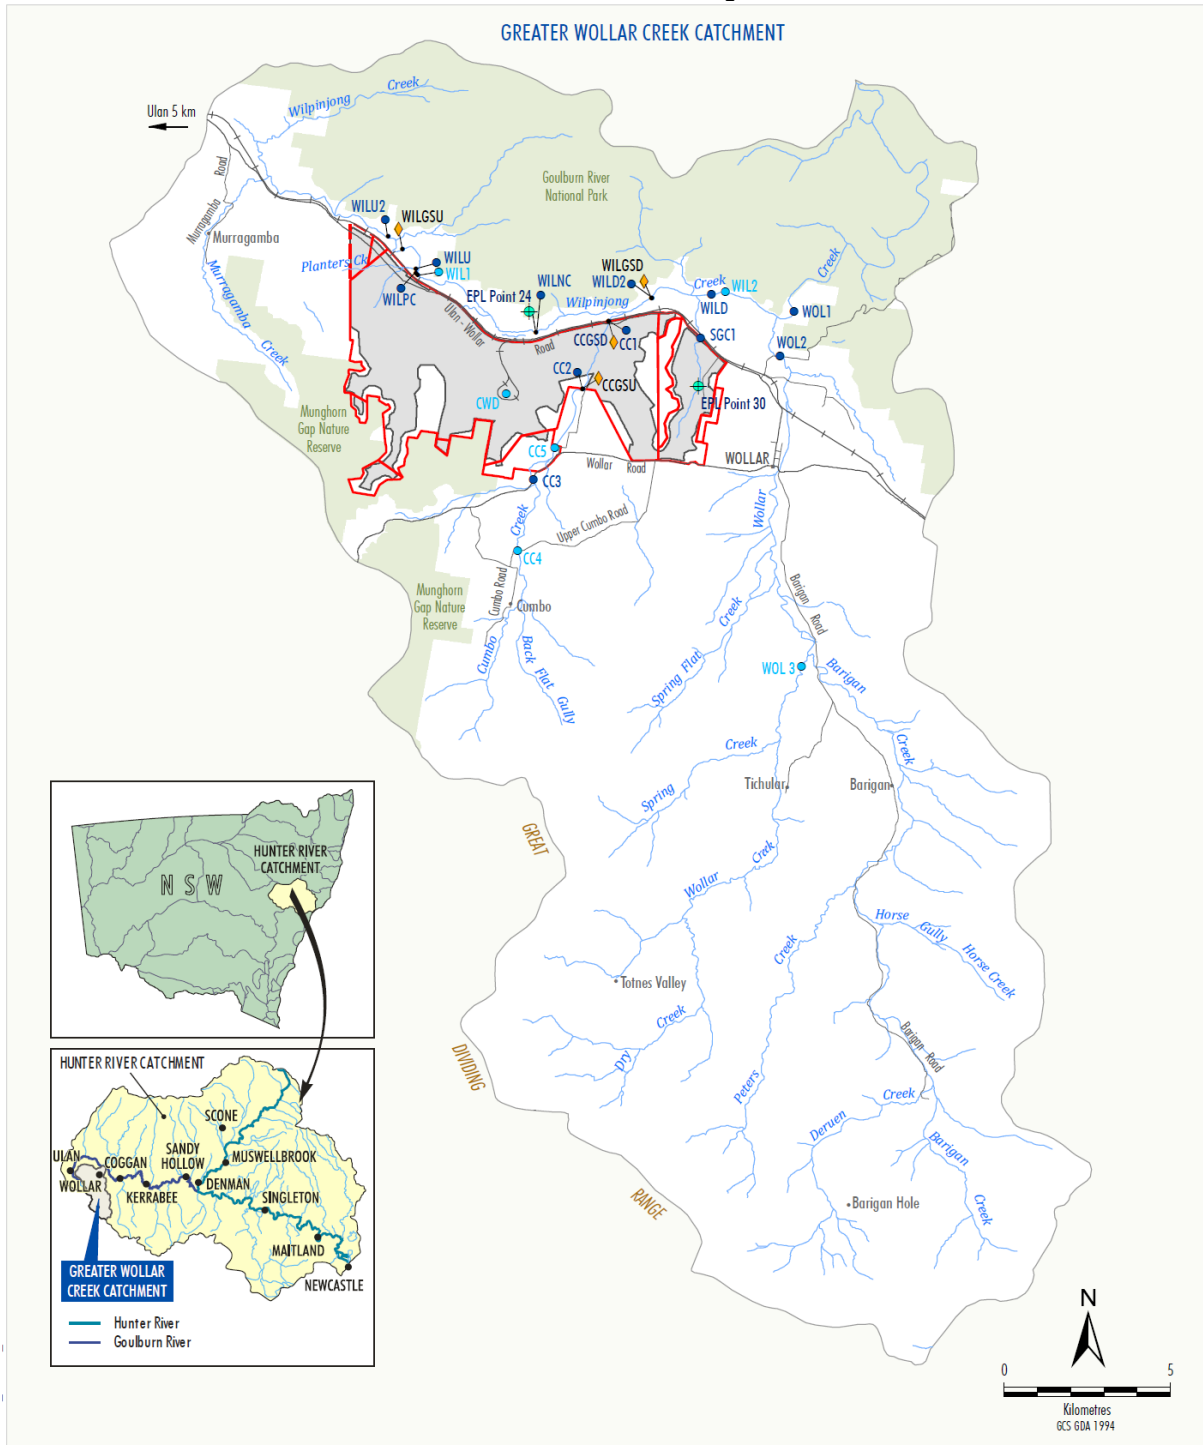 GREATER WOLLAR CREEK CATCHMENT
Ulan 5 km
Wilpinjong
Creek
Goulburn River
National Park
Murragamba
Road
Murragamba
Murragamba
Creek
WILU2
WILGSU
Planters Ck
WILU
WIL1
WILPC
EPL Point 24
WILNC
Ulan - Wollar
Road
Wilpinjong
Creek
WILGSD
WILD2
WILD
WIL2
Creek
WOL1
WOL2
SGC1
CCGSD
CC1
CC2
CCGSU
CWD
EPL Point 30
Munghorn
Gap Nature
Reserve
CC5
Wollar
Road
WOLLAR
CC3
Creek
Upper Cumbo Road
CC4
Cumbo Road
Munghorn
Gap Nature
Reserve
Cumbo
Cumbo
Back Flat Gully
Wollar
Barigan
Road
Creek
Spring Flat
WOL 3
Barigan
Creek
Creek
Spring
Tichular
Barigan
GREAT
Wollar
Creek
Horse
Gully
Horse Creek
Creek
Totnes Valley
Creek
Dry
DIVIDING
Peters
Barigan Road
Creek
Deruen
Barigan
Creek
RANGE
Barigan Hole
N S W
HUNTER RIVER
CATCHMENT
HUNTER RIVER CATCHMENT
SCONE
SANDY
HOLLOW
MUSWELLBROOK
ULAN
COGGAN
WOLLAR
KERRABEE
DENMAN
SINGLETON
MAITLAND
NEWCASTLE
GREATER WOLLAR
CREEK CATCHMENT
Hunter River
Goulburn River
N
0
5
Kilometres
GCS GDA 1994